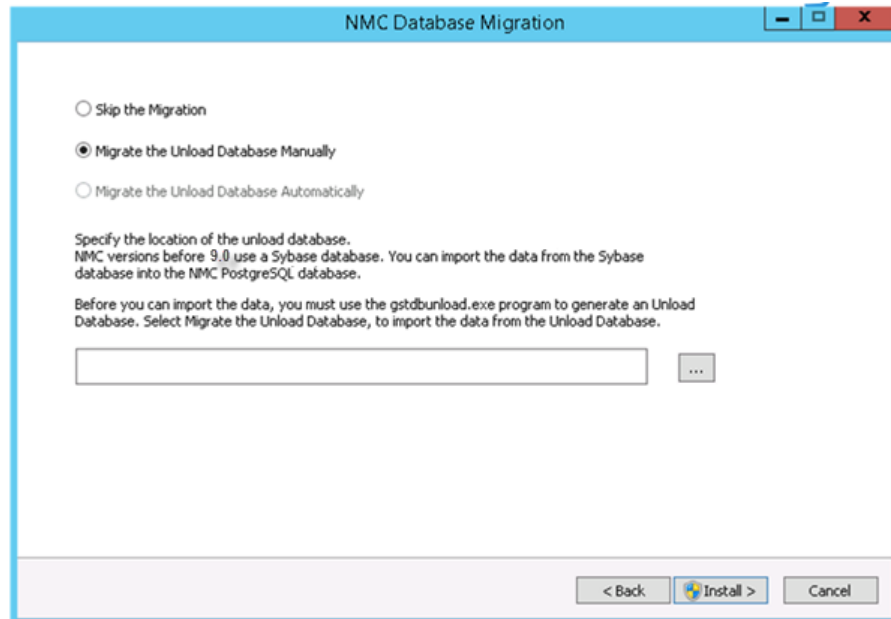 NMC Database Migration
Skip the Migration
Migrate the Unload Database Manually
Migrate the Unload Database Automatically
Specify the location of the unload database.
NMC versions before 9.0 use a Sybase database. You can import the data from the Sybase
database into the NMC PostgreSQL database.
Before you can import the data, you must use the gstdbunload.exe program to generate an Unload
Database. Select Migrate the Unload Database, to import the data from the Unload Database.
...
< Back
Install >
Cancel